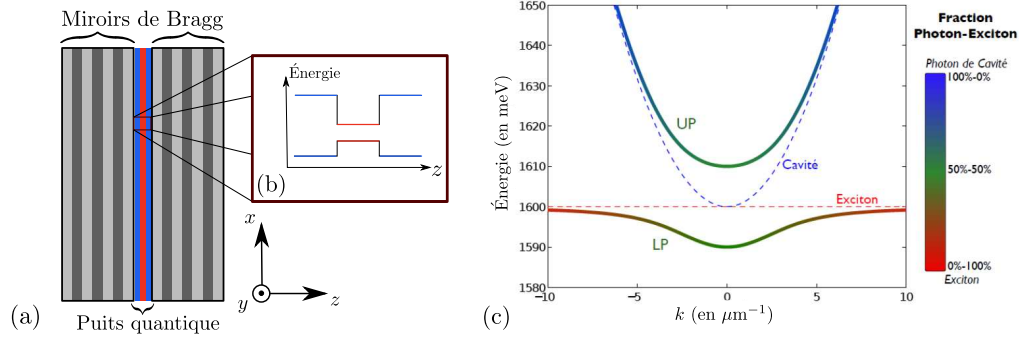 Miroirs de Bragg
Énergie
z
(b)
x
y
z
(a)
Puits quantique
1650
1640
1630
1620
1610
1600
1590
1580
Énergie (en meV)
UP
Cavité
Exciton
LP
−10
−5
0
5
10
k (en μm⁻¹)
(c)
Fraction
Photon-Exciton
Photon de Cavité
100%-0%
50%-50%
0%-100%
Exciton